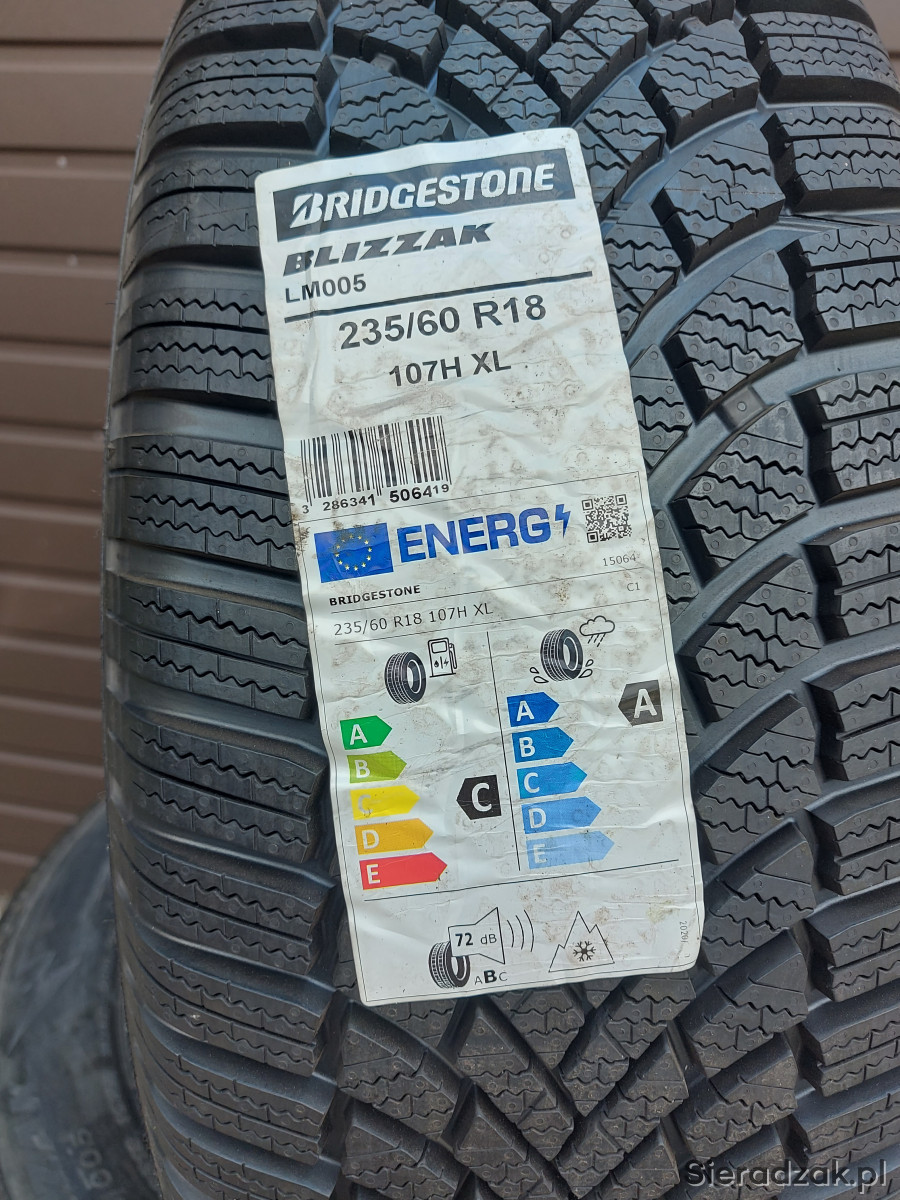 BRIDGESTONE
BLIZZAK
LM005
235/60 R18
107H XL
3 286341 506419
ENERG
15064
BRIDGESTONE
C1
235/60 R18 107H XL
A
B
C
D
E
C
A
B
C
D
E
A
72 dB
ABC
Sieradzak.pl